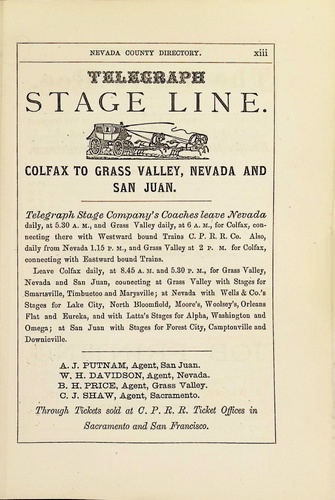 NEVADA COUNTY DIRECTORY. xiii
TELEGRAPH
STAGE LINE.
COLFAX TO GRASS VALLEY, NEVADA AND
SAN JUAN.
Telegraph Stage Company's Coaches leave Nevada
daily, at 5.30 A. M., and Grass Valley daily, at 6 A. M., for Colfax, con-
necting there with Westward bound Trains C. P. R. R. Co. Also,
daily from Nevada 1.15 P. M., and Grass Valley at 2 P. M. for Colfax,
connecting with Eastward bound Trains.
Leave Colfax daily, at 8.45 A. M. and 5.30 P. M., for Grass Valley,
Nevada and San Juan, counecting at Grass Valley with Stages for
Smartsville, Timbuctoo and Marysville; at Nevada with Wells & Co.'s
Stages for Lake City, North Bloomfield, Moore's, Woolsey's, Orleans
Flat and Eureka, and with Latta's Stages for Alpha, Washington and
Omega; at San Juan with Stages for Forest City, Camptonville and
Downieville.
A. J. PUTNAM, Agent, San Juan.
W. H. DAVIDSON, Agent, Nevada.
B. H. PRICE, Agent, Grass Valley.
C. J. SHAW, Agent, Sacramento.
Through Tickets sold at C. P. R. R. Ticket Offices in
Sacramento and San Francisco.